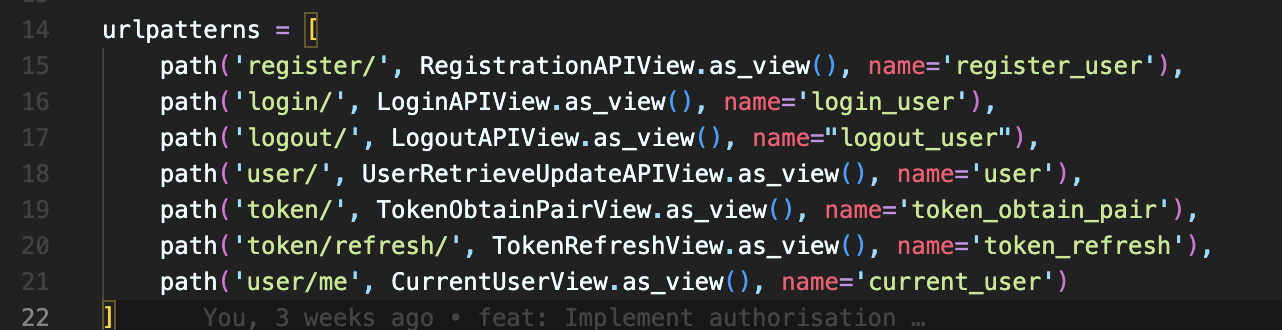 14 urlpatterns = [
15     path('register/', RegistrationAPIView.as_view(), name='register_user'),
16     path('login/', LoginAPIView.as_view(), name='login_user'),
17     path('logout/', LogoutAPIView.as_view(), name="logout_user"),
18     path('user/', UserRetrieveUpdateAPIView.as_view(), name='user'),
19     path('token/', TokenObtainPairView.as_view(), name='token_obtain_pair'),
20     path('token/refresh/', TokenRefreshView.as_view(), name='token_refresh'),
21     path('user/me', CurrentUserView.as_view(), name='current_user')
22 ]     You, 3 weeks ago • feat: Implement authorisation …